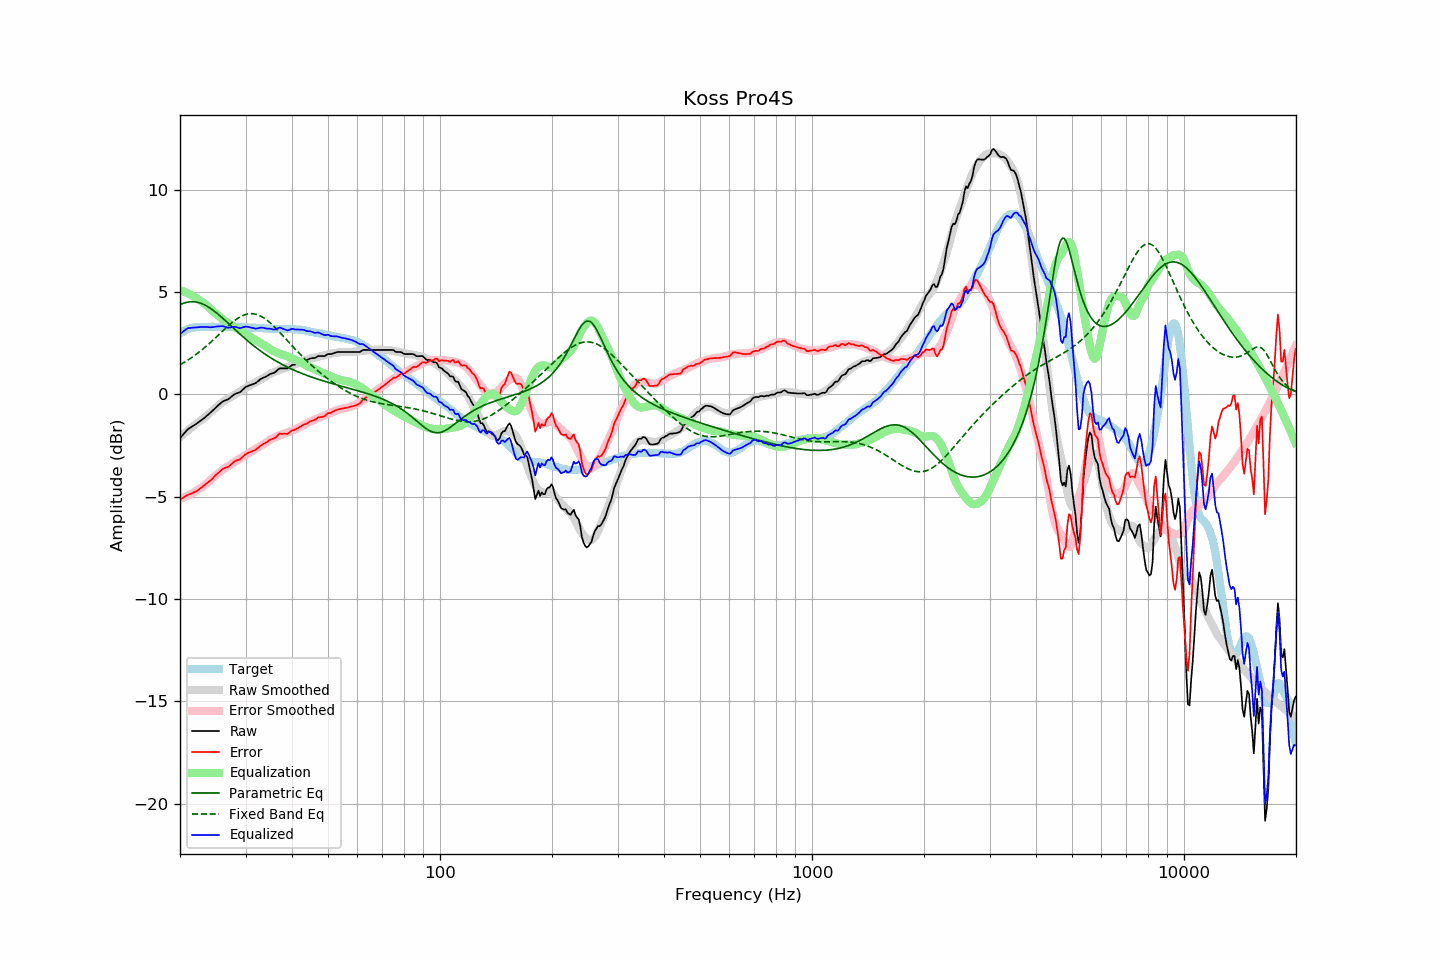 Koss Pro4S
10
5
0
−5
−10
−15
−20
Amplitude (dBr)
Target
Raw Smoothed
Error Smoothed
Raw
Error
Equalization
Parametric Eq
Fixed Band Eq
Equalized
100
1000
10000
Frequency (Hz)